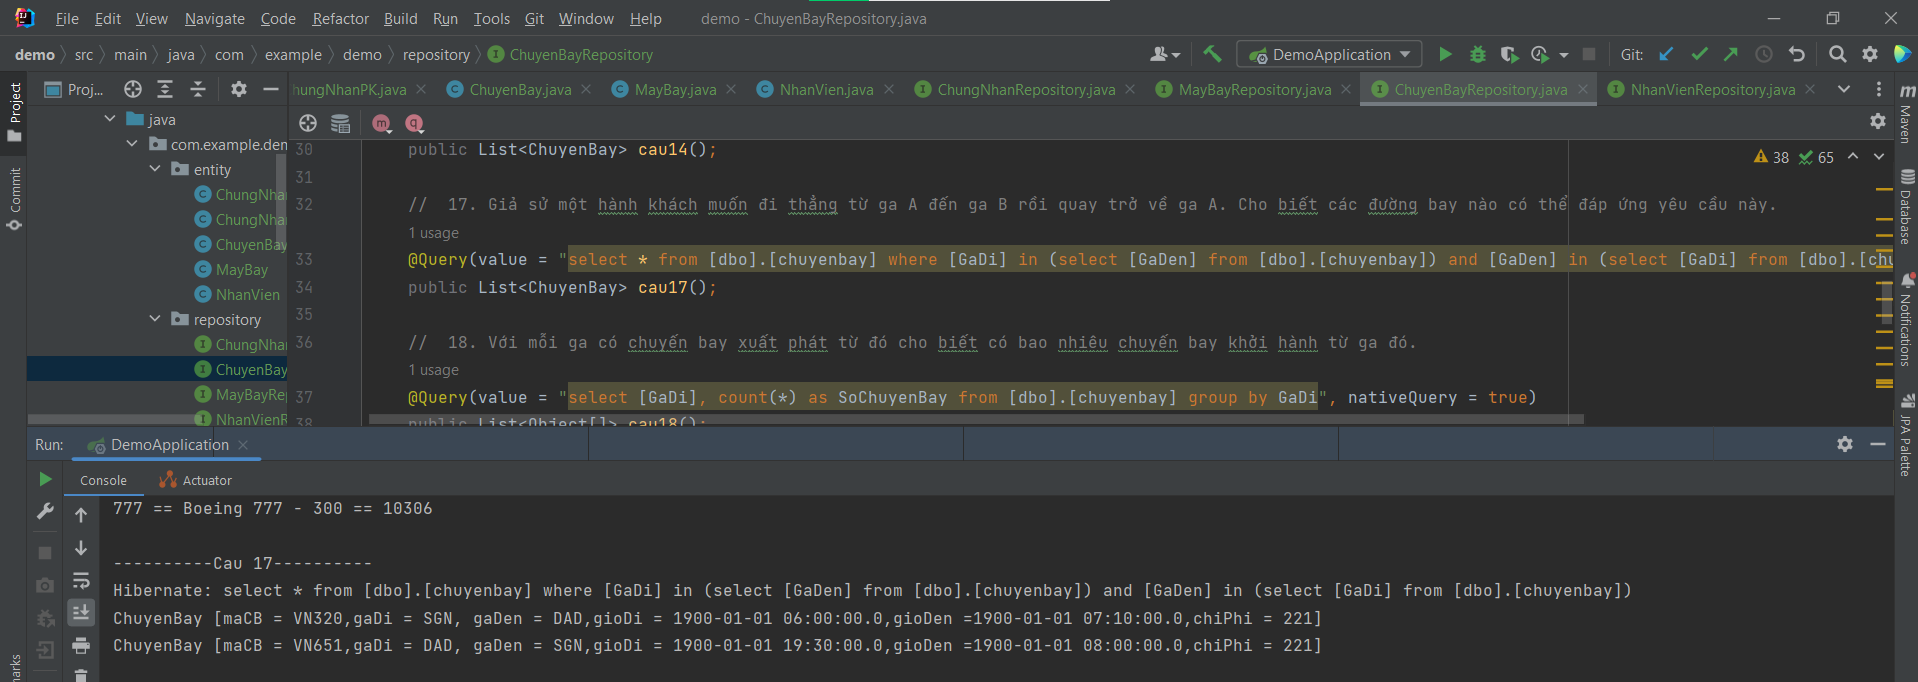 File Edit View Navigate Code Refactor Build Run Tools Git Window Help demo - ChuyenBayRepository.java
demo src main java com example demo repository ChuyenBayRepository DemoApplication Git:
Project
Commit
Proj...
hungNhanPK.java ChuyenBay.java MayBay.java NhanVien.java ChungNhanRepository.java MayBayRepository.java ChuyenBayRepository.java NhanVienRepository.java
java
com.example.den
entity
ChungNha
ChungNha
ChuyenBay
MayBay
NhanVien
repository
ChungNha
ChuyenBay
MayBayRep
NhanVienR
38 65
30 public List<ChuyenBay> cau14();
31
32 // 17. Giả sử một hành khách muốn đi thẳng từ ga A đến ga B rồi quay trở về ga A. Cho biết các đường bay nào có thể đáp ứng yêu cầu này.
1 usage
33 @Query(value = "select * from [dbo].[chuyenbay] where [GaDi] in (select [GaDen] from [dbo].[chuyenbay]) and [GaDen] in (select [GaDi] from [dbo].[chu
34 public List<ChuyenBay> cau17();
35
36 // 18. Với mỗi ga có chuyến bay xuất phát từ đó cho biết có bao nhiêu chuyến bay khởi hành từ ga đó.
1 usage
37 @Query(value = "select [GaDi], count(*) as SoChuyenBay from [dbo].[chuyenbay] group by GaDi", nativeQuery = true)
38 public List<Object[]> cau18();
Maven
Database
Notifications
JPA Palette
Run: DemoApplication
Console Actuator
777 == Boeing 777 - 300 == 10306
----------Cau 17----------
Hibernate: select * from [dbo].[chuyenbay] where [GaDi] in (select [GaDen] from [dbo].[chuyenbay]) and [GaDen] in (select [GaDi] from [dbo].[chuyenbay])
ChuyenBay [maCB = VN320,gaDi = SGN, gaDen = DAD,gioDi = 1900-01-01 06:00:00.0,gioDen =1900-01-01 07:10:00.0,chiPhi = 221]
ChuyenBay [maCB = VN651,gaDi = DAD, gaDen = SGN,gioDi = 1900-01-01 19:30:00.0,gioDen =1900-01-01 08:00:00.0,chiPhi = 221]
marks